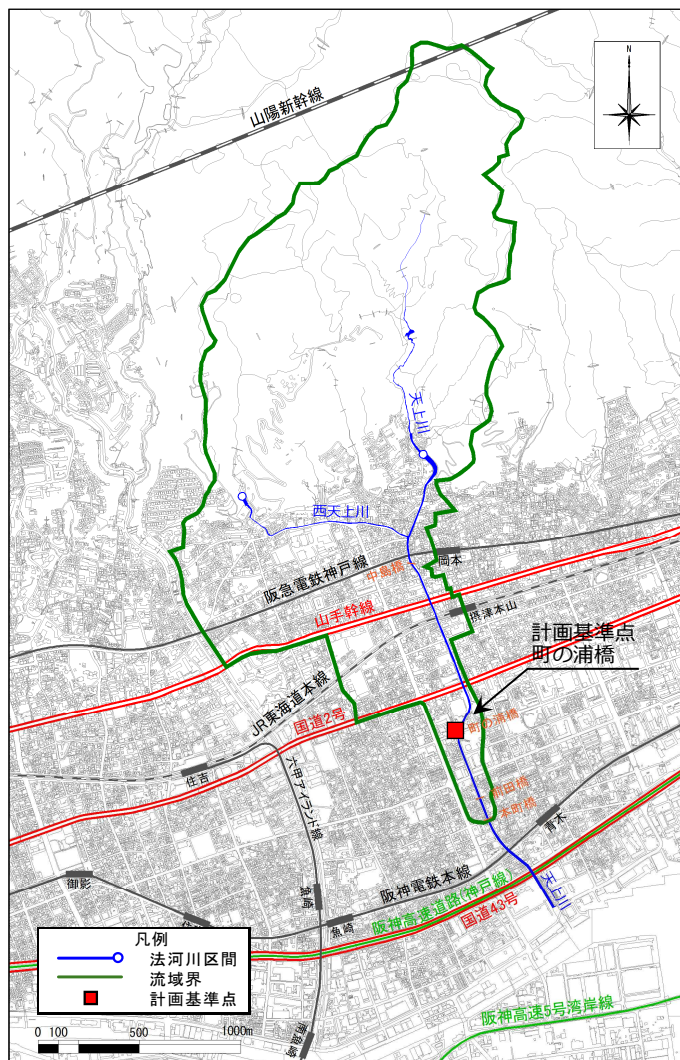 N
山陽新幹線
天上川
西天上川
岡本
中島橋
阪急電鉄神戸線
山手幹線
摂津本山
計画基準点
町の浦橋
JR東海道本線
国道2号
町の浦橋
住吉
六甲アイランド線
本町橋
青木
阪神電鉄本線
御影
魚崎
魚崎
阪神高速道路(神戸線)
国道43号
天上川
凡例
法河川区間
流域界
計画基準点
南魚崎
阪神高速5号湾岸線
0 100 500 1000m